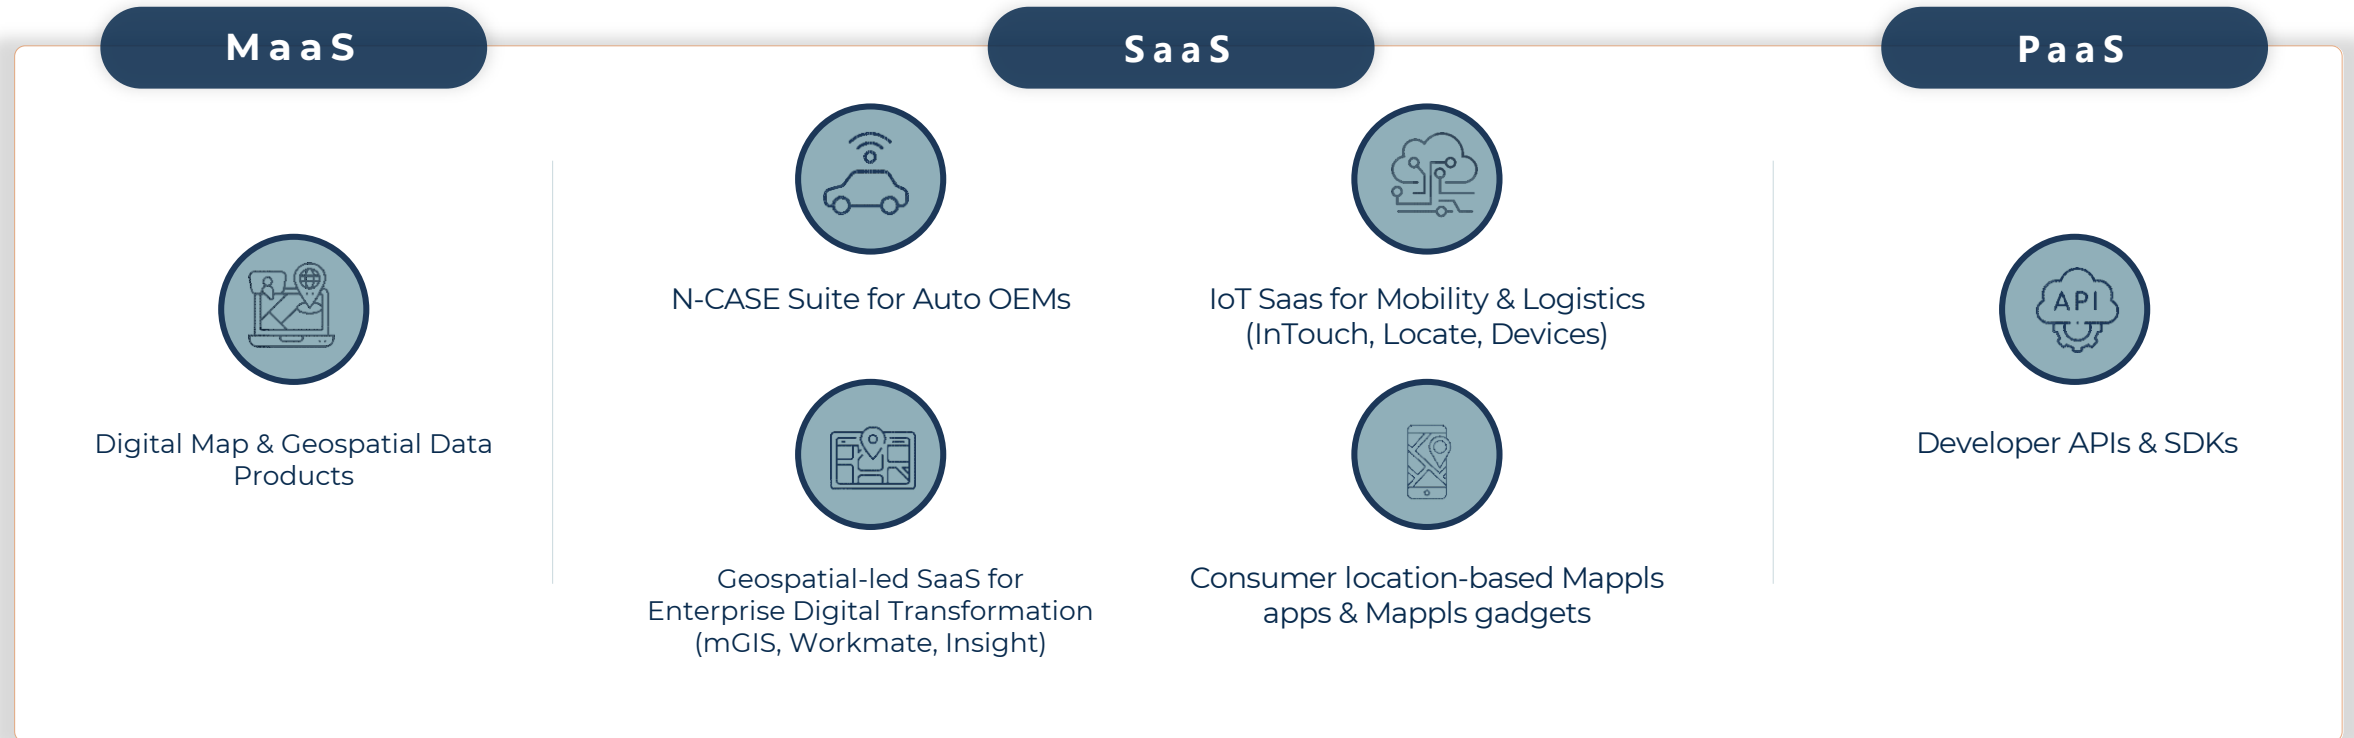 MaaS
SaaS
PaaS
Digital Map & Geospatial Data
Products
N-CASE Suite for Auto OEMs
IoT Saas for Mobility & Logistics
(InTouch, Locate, Devices)
Geospatial-led SaaS for
Enterprise Digital Transformation
(mGIS, Workmate, Insight)
Consumer location-based Mappls
apps & Mappls gadgets
API
Developer APIs & SDKs